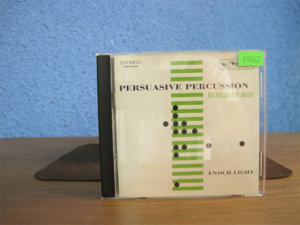 STEREO
PERSUASIVE PERCUSSION
BACHELOR PAD MUSIC
ENOCH LIGHT